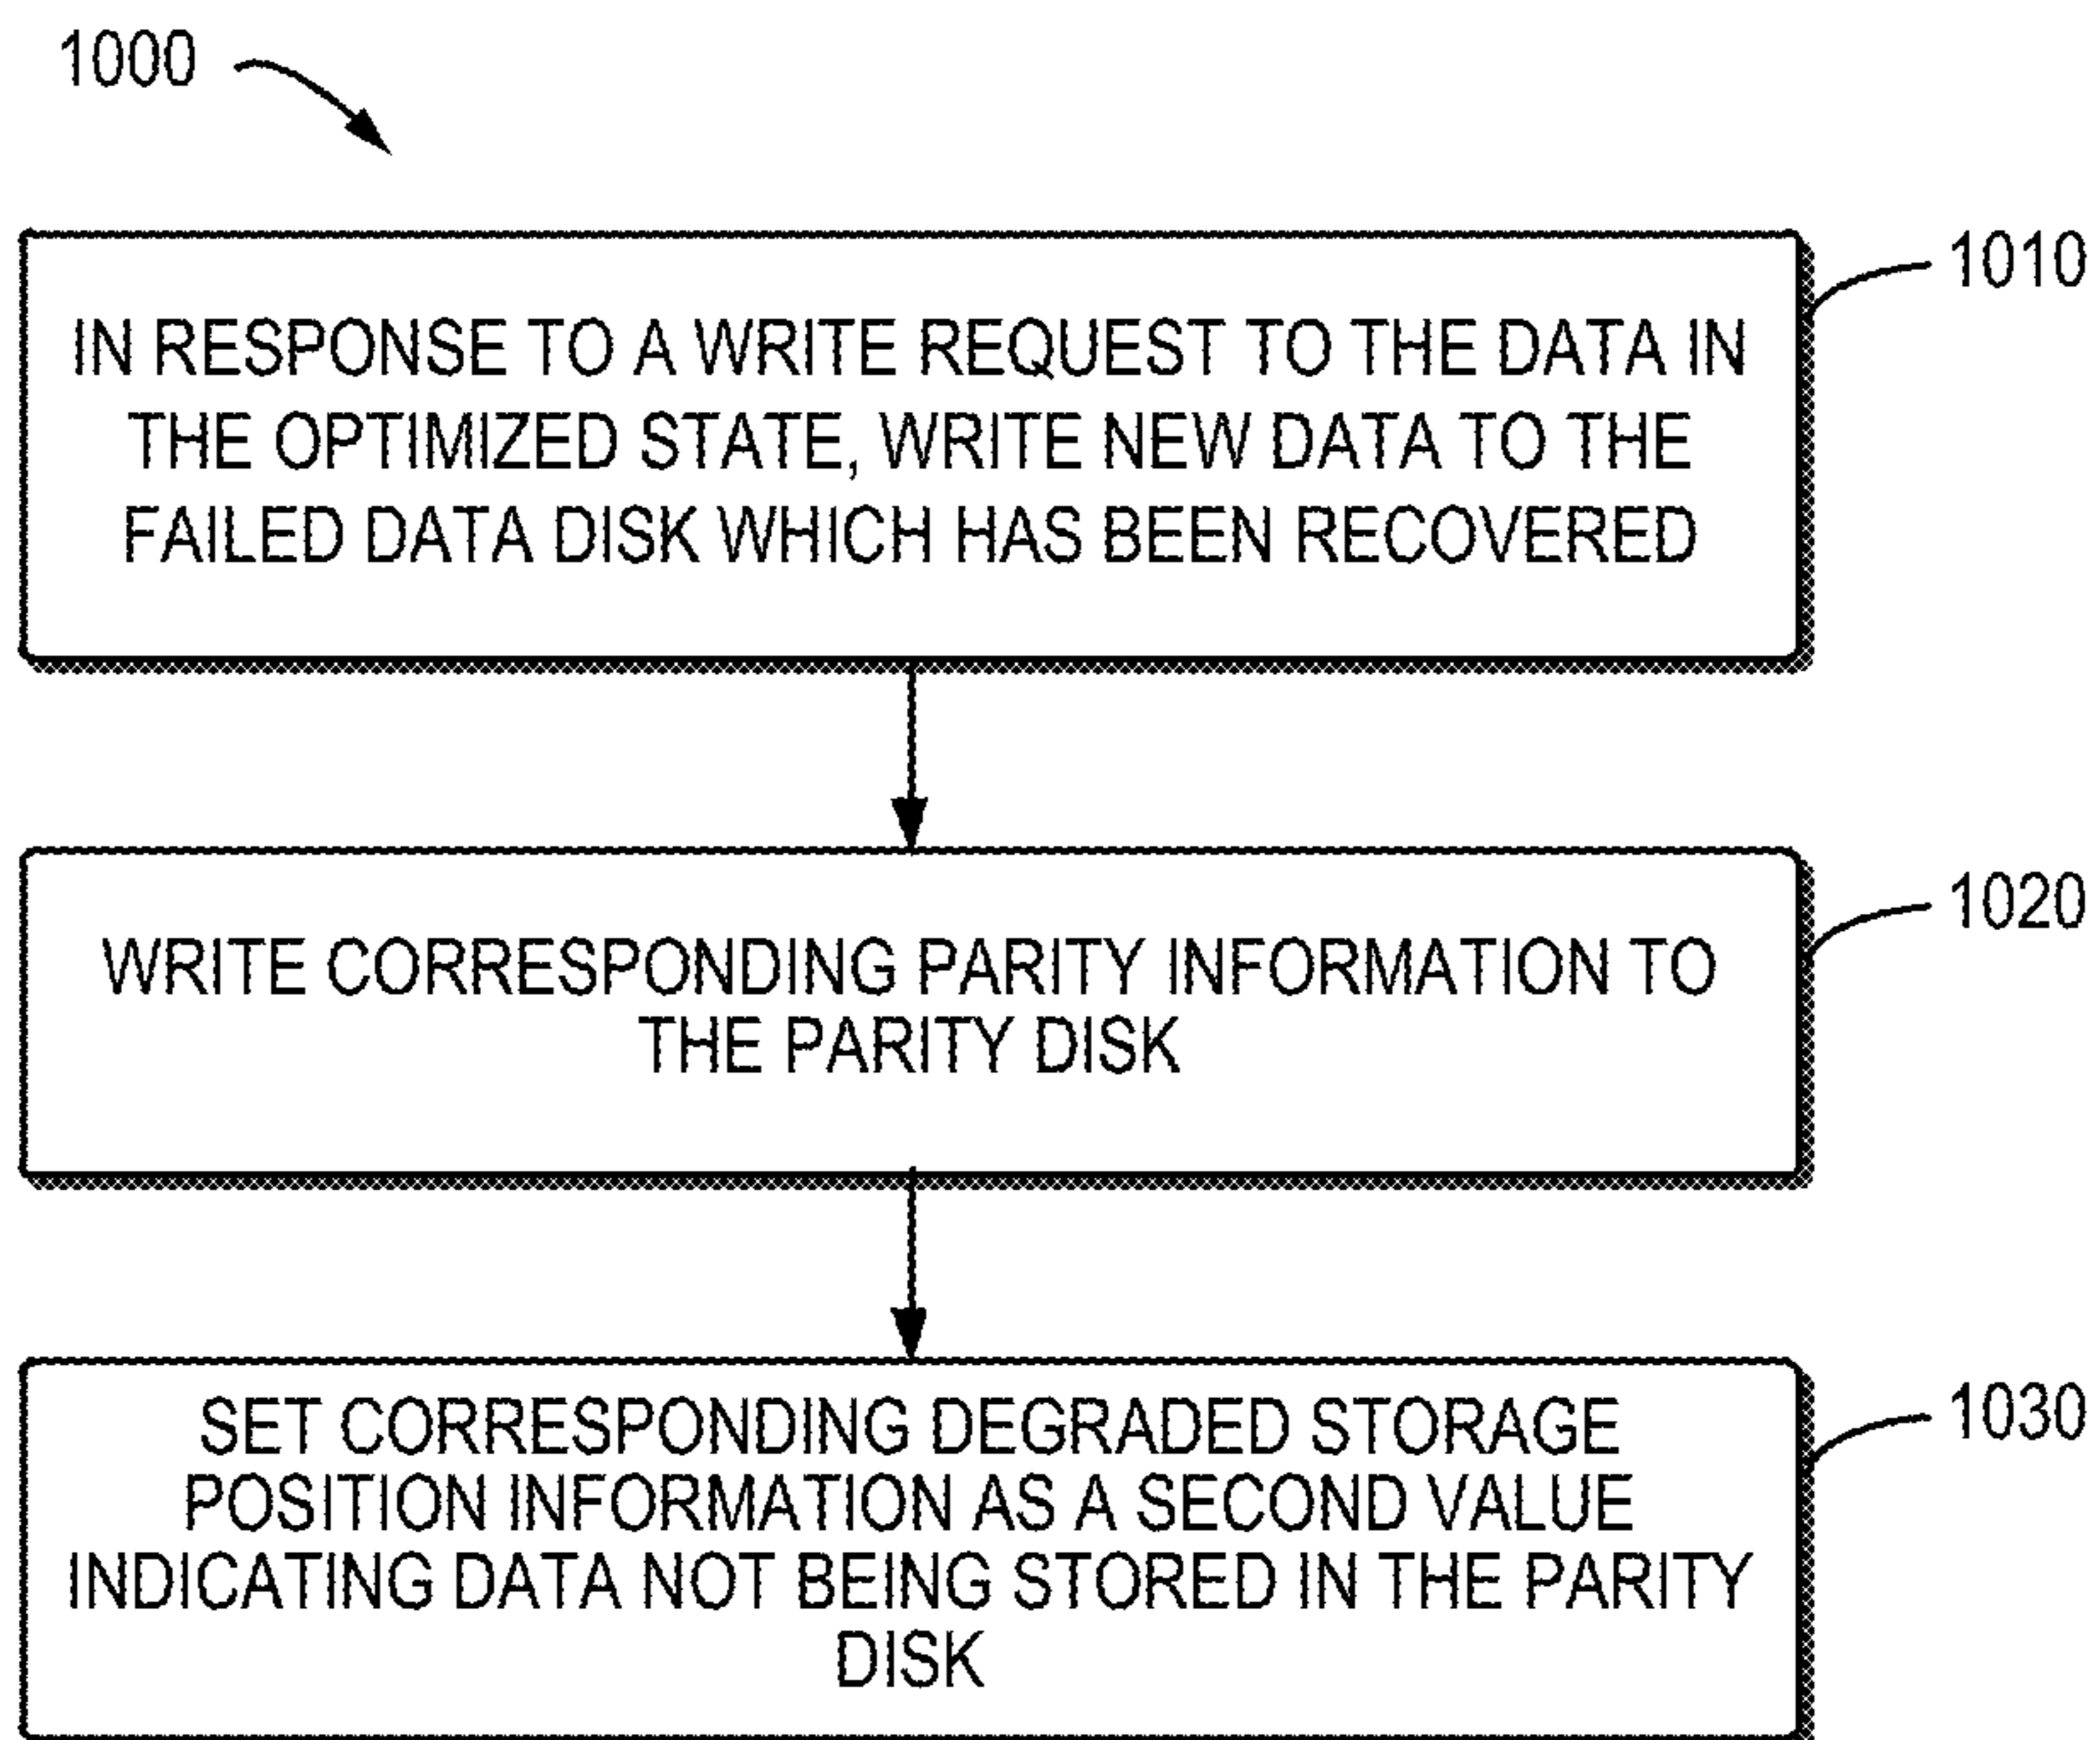 1000
1010
IN RESPONSE TO A WRITE REQUEST TO THE DATA IN
THE OPTIMIZED STATE, WRITE NEW DATA TO THE
FAILED DATA DISK WHICH HAS BEEN RECOVERED
1020
WRITE CORRESPONDING PARITY INFORMATION TO
THE PARITY DISK
1030
SET CORRESPONDING DEGRADED STORAGE
POSITION INFORMATION AS A SECOND VALUE
INDICATING DATA NOT BEING STORED IN THE PARITY
DISK